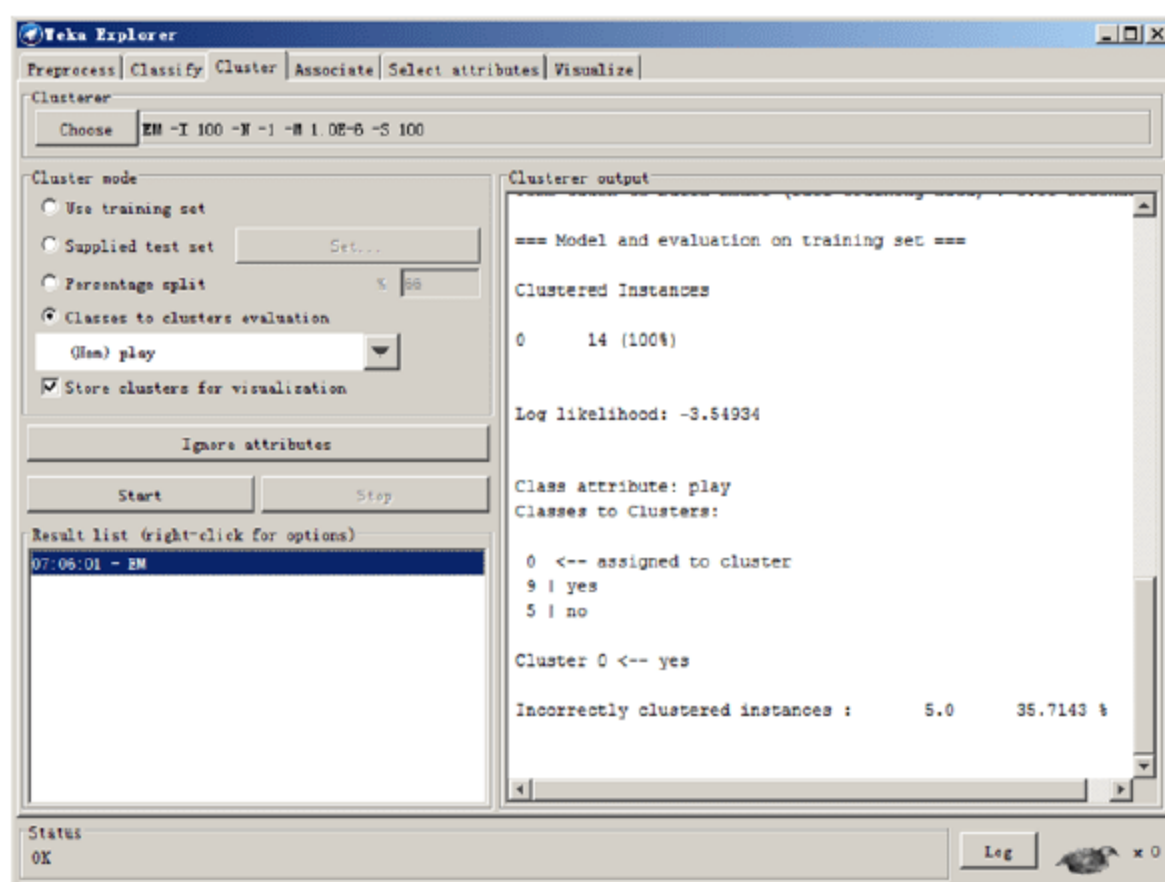 Weka Explorer
Preprocess Classify Cluster Associate Select attributes Visualize
Clusterer
Choose EM -I 100 -N -1 -M 1.0E-6 -S 100
Cluster mode
Use training set
Supplied test set Set...
Percentage split % 66
Classes to clusters evaluation
(Nom) play
Store clusters for visualization
Ignore attributes
Start Stop
Result list (right-click for options)
07:06:01 - EM
Clusterer output
=== Model and evaluation on training set ===
Clustered Instances
0 14 (100%)
Log likelihood: -3.54934
Class attribute: play
Classes to Clusters:
0 <-- assigned to cluster
9 | yes
5 | no
Cluster 0 <-- yes
Incorrectly clustered instances : 5.0 35.7143 %
Status
OK
Log x 0